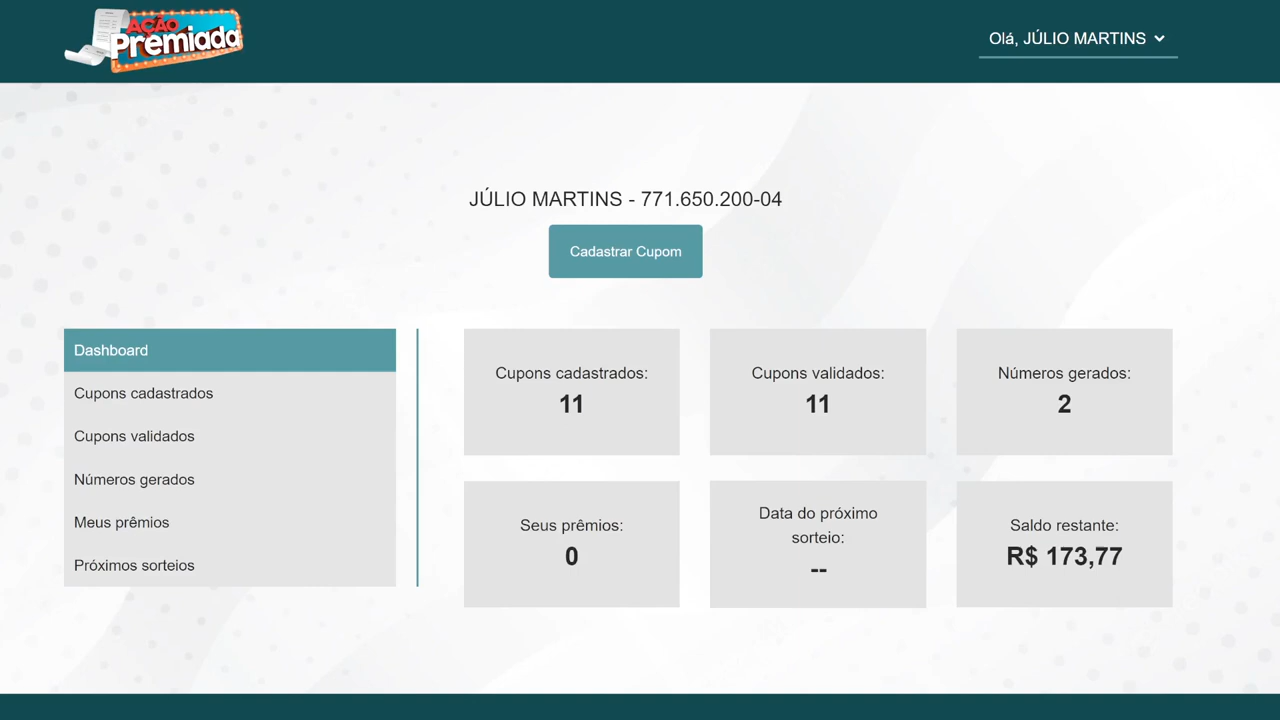 AÇÃO
Premiada
Olá, JÚLIO MARTINS
JÚLIO MARTINS - 771.650.200-04
Cadastrar Cupom
Dashboard
Cupons cadastrados
Cupons validados
Números gerados
Meus prêmios
Próximos sorteios
Cupons cadastrados:
11
Cupons validados:
11
Números gerados:
2
Seus prêmios:
0
Data do próximo
sorteio:
--
Saldo restante:
R$ 173,77